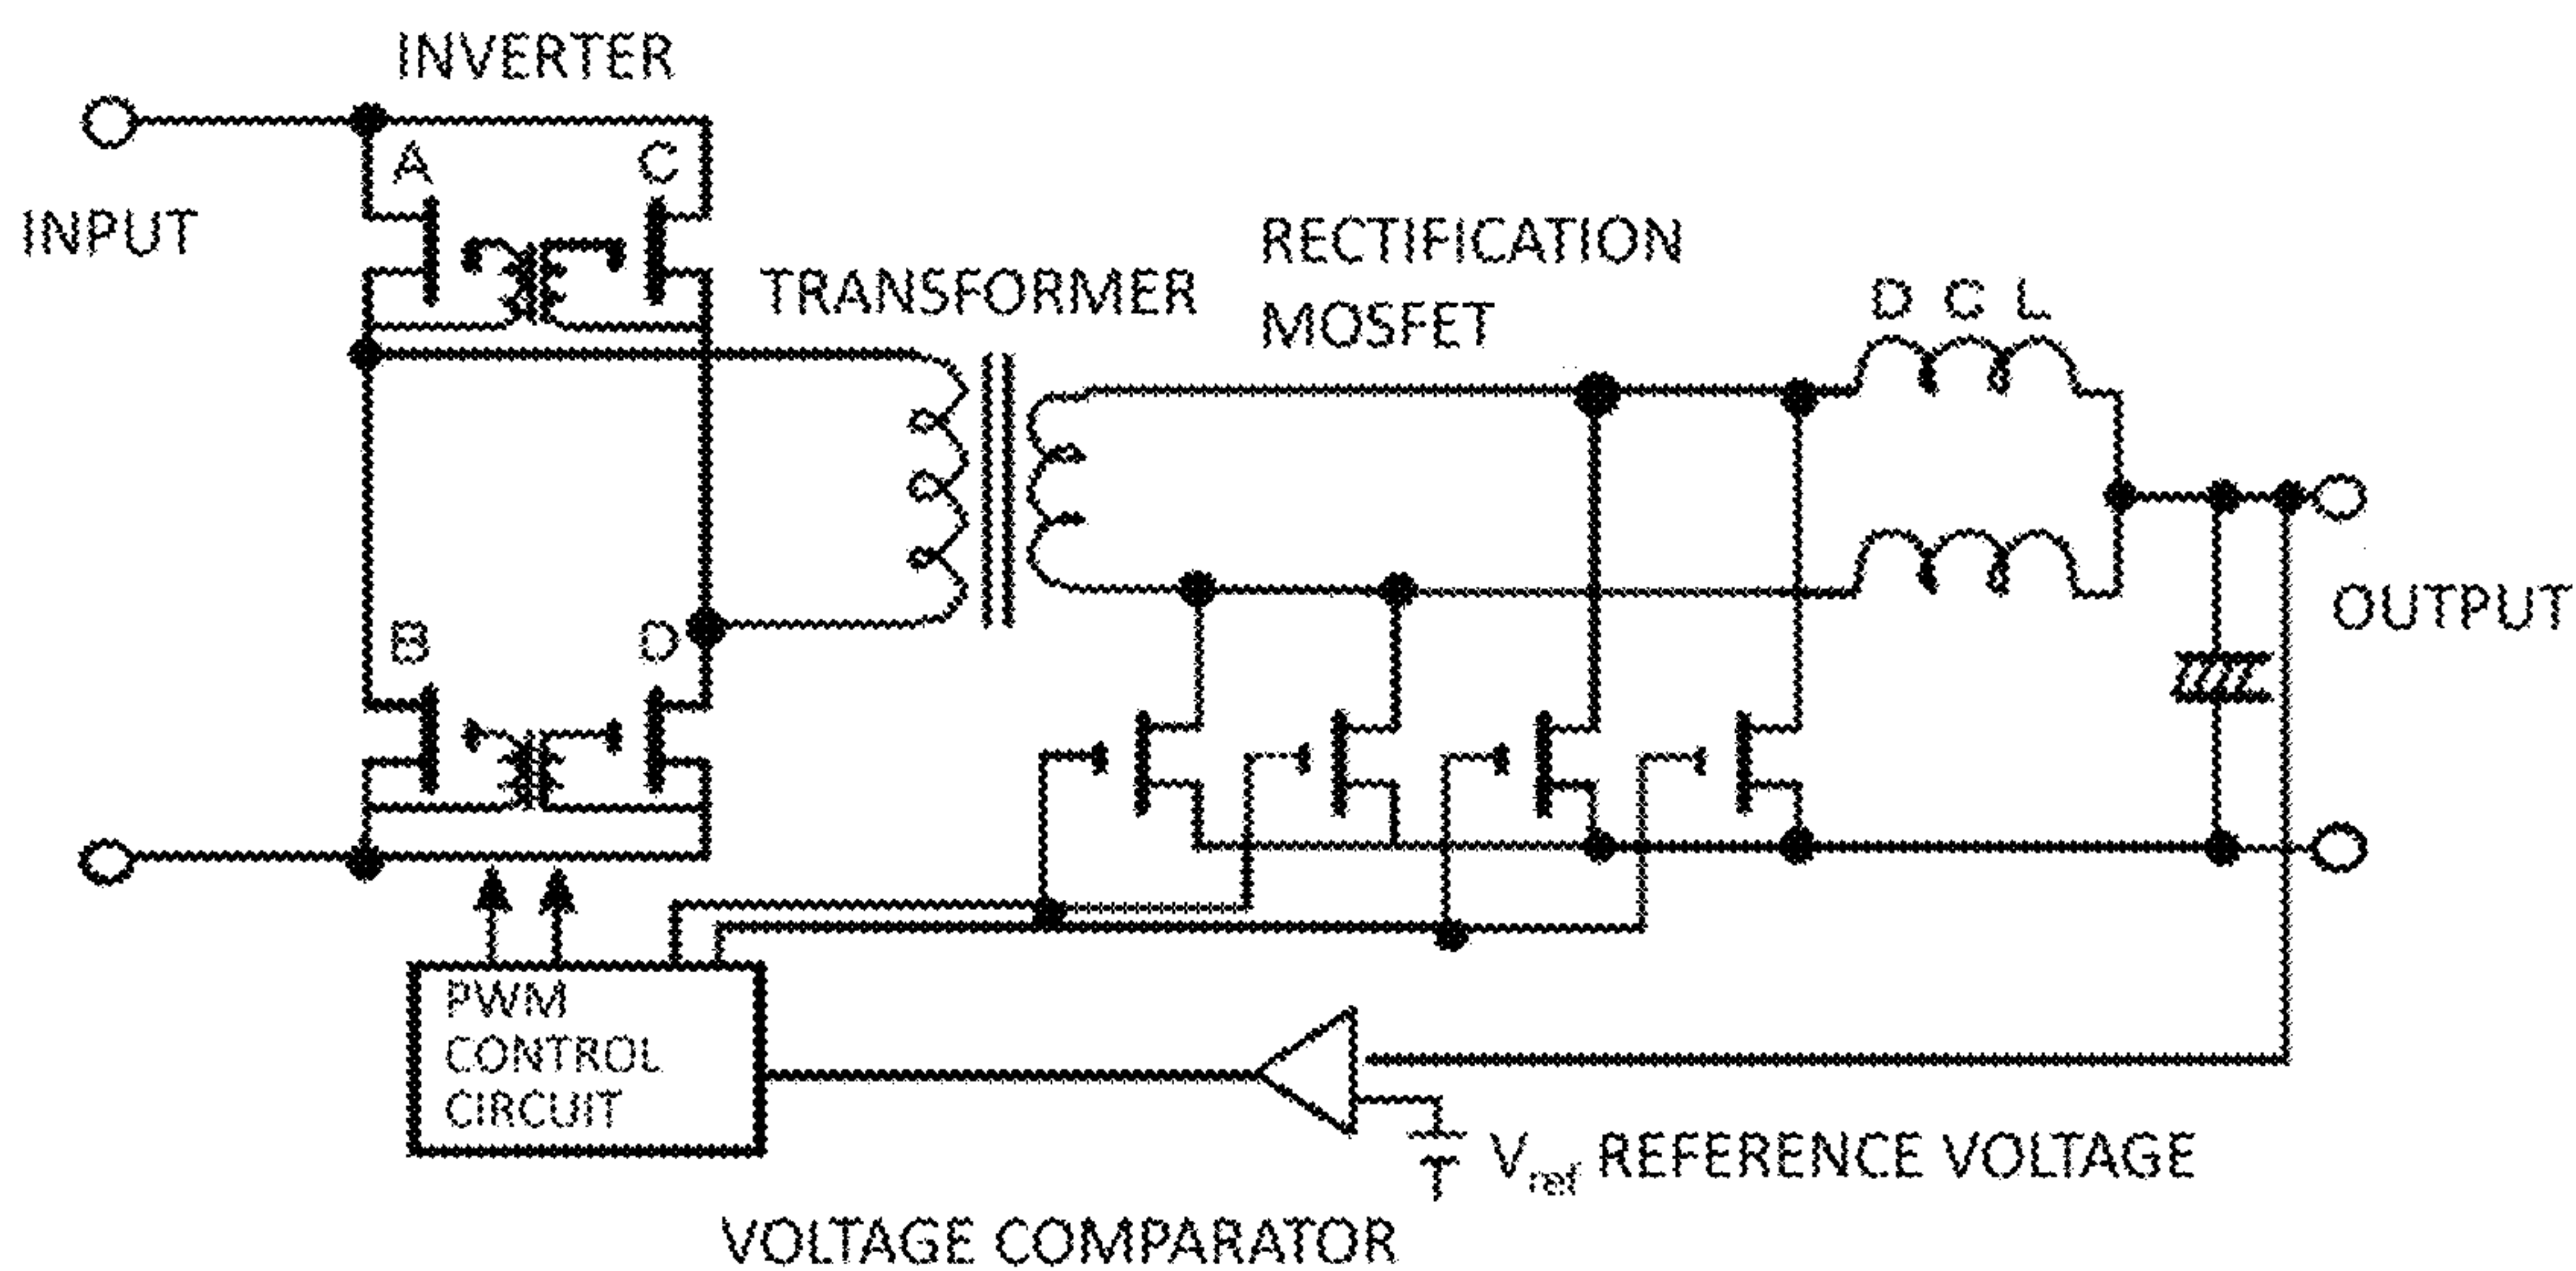 INVERTER
A
C
INPUT
TRANSFORMER
RECTIFICATION
MOSFET
D C L
B
D
OUTPUT
PWM
CONTROL
CIRCUIT
Vref REFERENCE VOLTAGE
VOLTAGE COMPARATOR